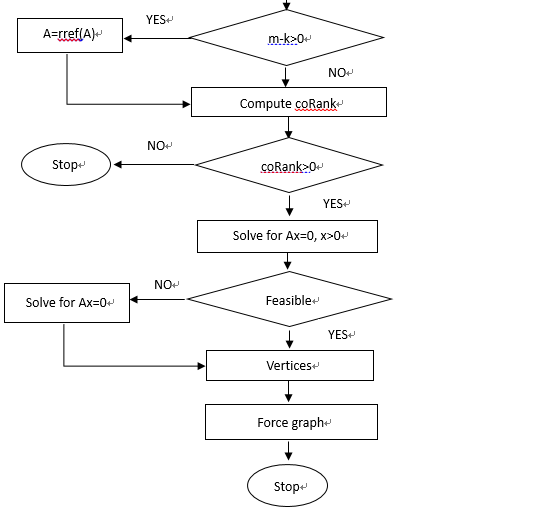 YES
A=rref(A)
m-k>0
NO
Compute coRank
NO
Stop
coRank>0
YES
Solve for Ax=0, x>0
NO
Solve for Ax=0
Feasible
YES
Vertices
Force graph
Stop